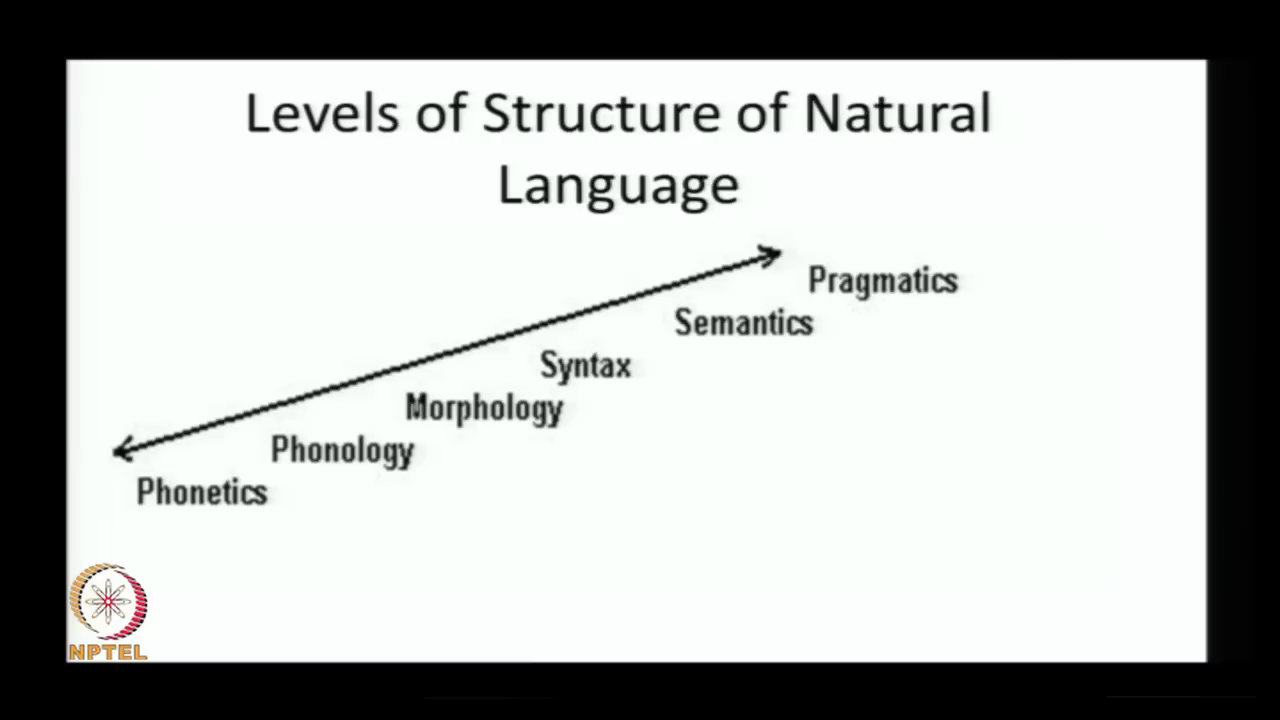 Levels of Structure of Natural
Language
Pragmatics
Semantics
Syntax
Morphology
Phonology
Phonetics
NPTEL